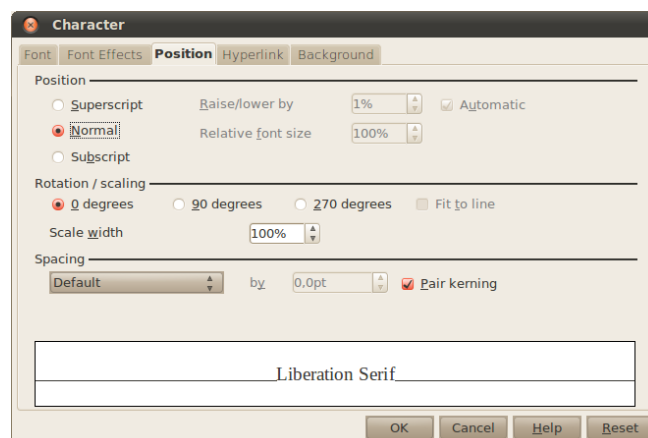 Character
Font Font Effects Position Hyperlink Background
Position
Superscript Raise/lower by 1% Automatic
Normal Relative font size 100%
Subscript
Rotation / scaling
0 degrees 90 degrees 270 degrees Fit to line
Scale width 100%
Spacing
Default by 0,0pt Pair kerning
Liberation Serif
OK Cancel Help Reset